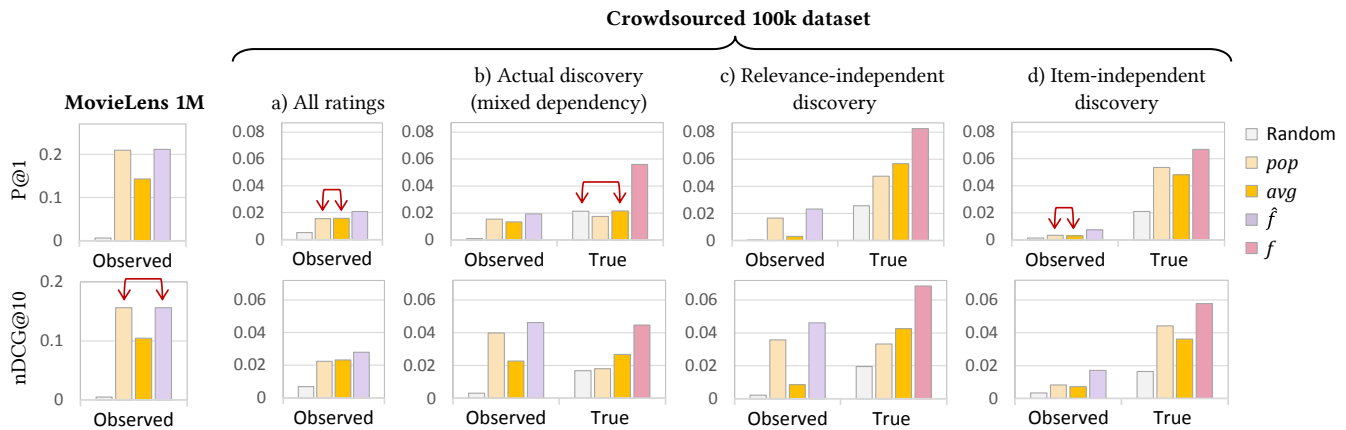 Crowdsourced 100k dataset
MovieLens 1M
a) All ratings
b) Actual discovery
(mixed dependency)
c) Relevance-independent
discovery
d) Item-independent
discovery
P@1
0.2
0.1
0
Observed
0.08
0.06
0.04
0.02
0
Observed
0.08
0.06
0.04
0.02
0
Observed
True
0.08
0.06
0.04
0.02
0
Observed
True
0.08
0.06
0.04
0.02
0
Observed
True
Random
pop
avg
f̂
f
nDCG@10
0.2
0.1
0
Observed
0.06
0.04
0.02
0
Observed
0.06
0.04
0.02
0
Observed
True
0.06
0.04
0.02
0
Observed
True
0.06
0.04
0.02
0
Observed
True